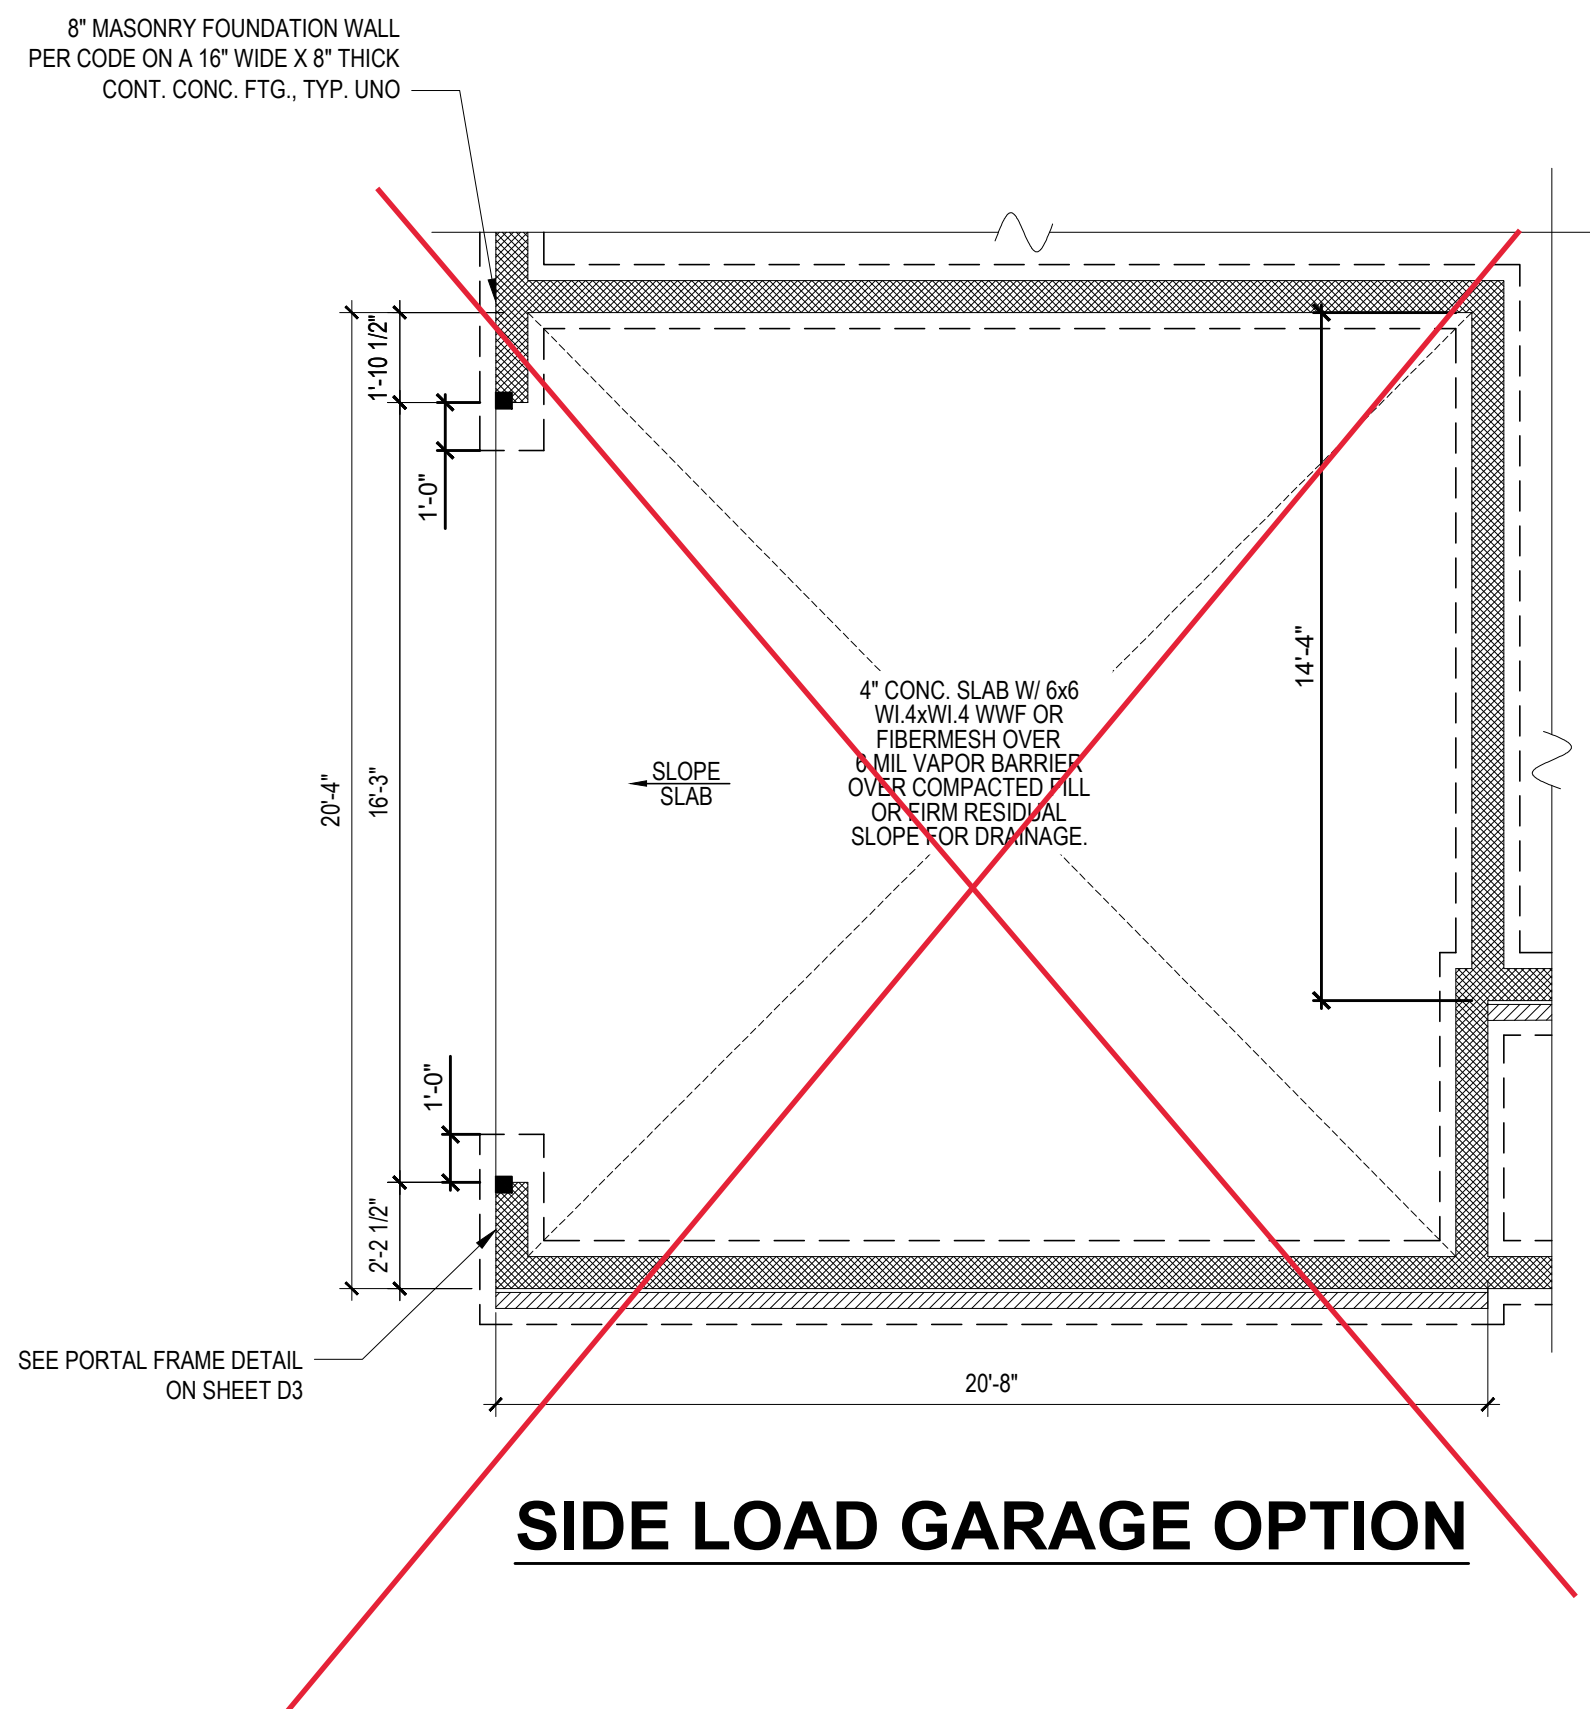 8" MASONRY FOUNDATION WALL
PER CODE ON A 16" WIDE X 8" THICK
CONT. CONC. FTG., TYP. UNO
1'-10 1/2"
1'-0"
14'-4"
4" CONC. SLAB W/ 6x6
WI.4xWI.4 WWF OR
FIBERMESH OVER
6 MIL VAPOR BARRIER
OVER COMPACTED FILL
OR FIRM RESIDUAL
SLOPE FOR DRAINAGE.
SLOPE
SLAB
20'-4"
16'-3"
1'-0"
2'-2 1/2"
SEE PORTAL FRAME DETAIL
ON SHEET D3
20'-8"
SIDE LOAD GARAGE OPTION